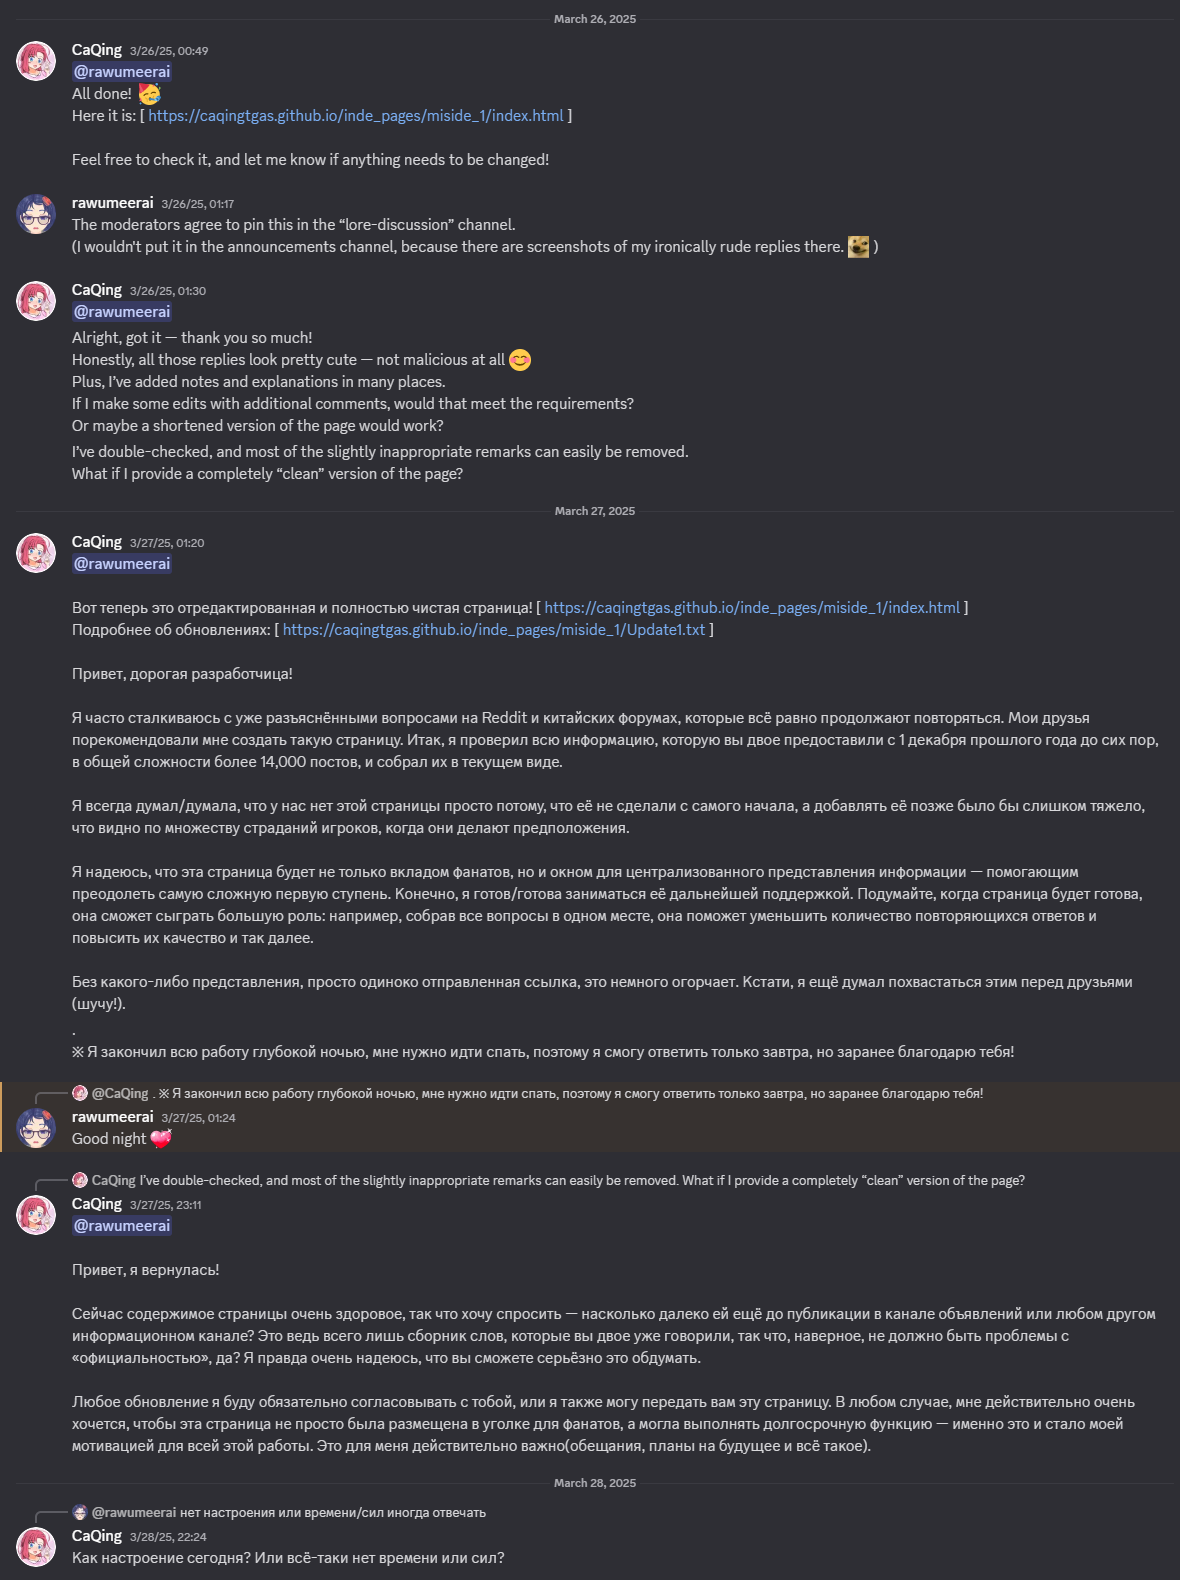 March 26, 2025
CaQing 3/26/25, 00:49
@rawumeerai
All done!
Here it is: [ https://caqingtgas.github.io/inde_pages/miside_1/index.html ]
Feel free to check it, and let me know if anything needs to be changed!
rawumeerai 3/26/25, 01:17
The moderators agree to pin this in the “lore-discussion” channel.
(I wouldn't put it in the announcements channel, because there are screenshots of my ironically rude replies there. )
CaQing 3/26/25, 01:30
@rawumeerai
Alright, got it — thank you so much!
Honestly, all those replies look pretty cute — not malicious at all
Plus, I’ve added notes and explanations in many places.
If I make some edits with additional comments, would that meet the requirements?
Or maybe a shortened version of the page would work?
I’ve double-checked, and most of the slightly inappropriate remarks can easily be removed.
What if I provide a completely “clean” version of the page?
March 27, 2025
CaQing 3/27/25, 01:20
@rawumeerai
Вот теперь это отредактированная и полностью чистая страница! [ https://caqingtgas.github.io/inde_pages/miside_1/index.html ]
Подробнее об обновлениях: [ https://caqingtgas.github.io/inde_pages/miside_1/Update1.txt ]
Привет, дорогая разработчица!
Я часто сталкиваюсь с уже разъяснёнными вопросами на Reddit и китайских форумах, которые всё равно продолжают повторяться. Мои друзья
порекомендовали мне создать такую страницу. Итак, я проверил всю информацию, которую вы двое предоставили с 1 декабря прошлого года до сих пор,
в общей сложности более 14,000 постов, и собрал их в текущем виде.
Я всегда думал/думала, что у нас нет этой страницы просто потому, что её не сделали с самого начала, а добавлять её позже было бы слишком тяжело,
что видно по множеству страданий игроков, когда они делают предположения.
Я надеюсь, что эта страница будет не только вкладом фанатов, но и окном для централизованного представления информации — помогающим
преодолеть самую сложную первую ступень. Конечно, я готов/готова заниматься её дальнейшей поддержкой. Подумайте, когда страница будет готова,
она сможет сыграть большую роль: например, собрав все вопросы в одном месте, она поможет уменьшить количество повторяющихся ответов и
повысить их качество и так далее.
Без какого-либо представления, просто одиноко отправленная ссылка, это немного огорчает. Кстати, я ещё думал похвастаться этим перед друзьями
(шучу!).
.
※ Я закончил всю работу глубокой ночью, мне нужно идти спать, поэтому я смогу ответить только завтра, но заранее благодарю тебя!
@CaQing . ※ Я закончил всю работу глубокой ночью, мне нужно идти спать, поэтому я смогу ответить только завтра, но заранее благодарю тебя!
rawumeerai 3/27/25, 01:24
Good night
CaQing I’ve double-checked, and most of the slightly inappropriate remarks can easily be removed. What if I provide a completely “clean” version of the page?
CaQing 3/27/25, 23:11
@rawumeerai
Привет, я вернулась!
Сейчас содержимое страницы очень здоровое, так что хочу спросить — насколько далеко ей ещё до публикации в канале объявлений или любом другом
информационном канале? Это ведь всего лишь сборник слов, которые вы двое уже говорили, так что, наверное, не должно быть проблемы с
«официальностью», да? Я правда очень надеюсь, что вы сможете серьёзно это обдумать.
Любое обновление я буду обязательно согласовывать с тобой, или я также могу передать вам эту страницу. В любом случае, мне действительно очень
хочется, чтобы эта страница не просто была размещена в уголке для фанатов, а могла выполнять долгосрочную функцию — именно это и стало моей
мотивацией для всей этой работы. Это для меня действительно важно(обещания, планы на будущее и всё такое).
March 28, 2025
@rawumeerai нет настроения или времени/сил иногда отвечать
CaQing 3/28/25, 22:24
Как настроение сегодня? Или всё-таки нет времени или сил?